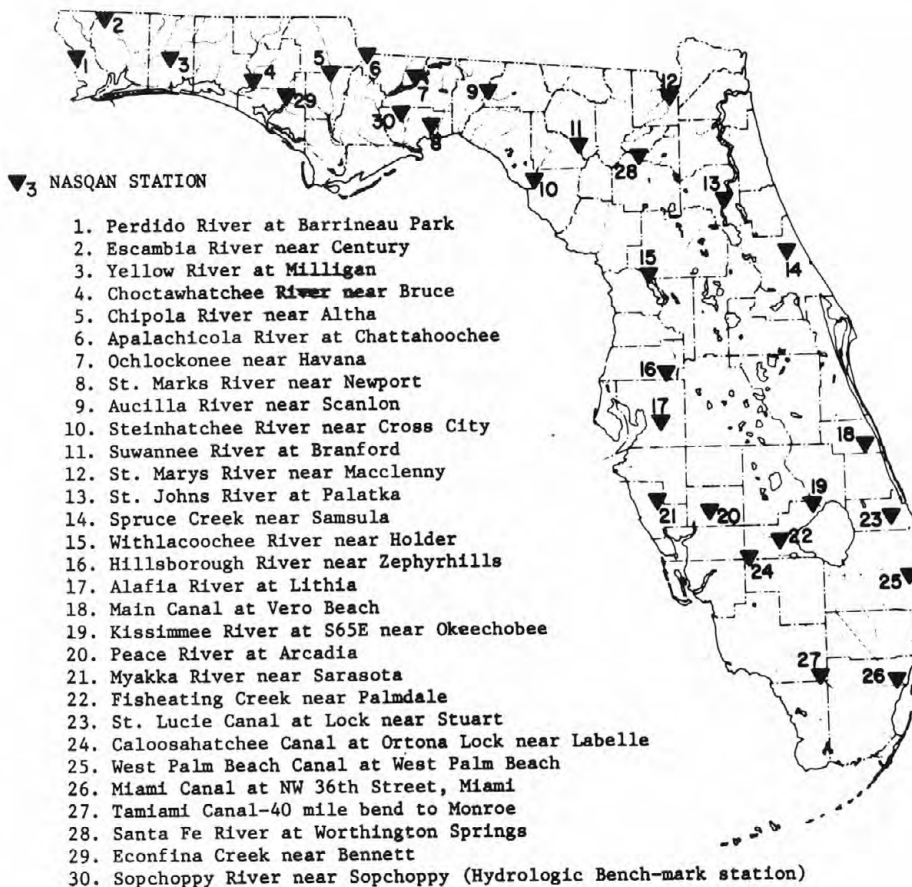 2
1
3
4
5
6
7
29
30
8
9
10
11
12
28
13
14
15
16
17
18
19
20
21
22
23
24
25
26
27
3 NASQAN STATION
1. Perdido River at Barrineau Park
2. Escambia River near Century
3. Yellow River at Milligan
4. Choctawhatchee River near Bruce
5. Chipola River near Altha
6. Apalachicola River at Chattahoochee
7. Ochlockonee near Havana
8. St. Marks River near Newport
9. Aucilla River near Scanlon
10. Steinhatchee River near Cross City
11. Suwannee River at Branford
12. St. Marys River near Macclenny
13. St. Johns River at Palatka
14. Spruce Creek near Samsula
15. Withlacoochee River near Holder
16. Hillsborough River near Zephyrhills
17. Alafia River at Lithia
18. Main Canal at Vero Beach
19. Kissimmee River at S65E near Okeechobee
20. Peace River at Arcadia
21. Myakka River near Sarasota
22. Fisheating Creek near Palmdale
23. St. Lucie Canal at Lock near Stuart
24. Caloosahatchee Canal at Ortona Lock near Labelle
25. West Palm Beach Canal at West Palm Beach
26. Miami Canal at NW 36th Street, Miami
27. Tamiami Canal-40 mile bend to Monroe
28. Santa Fe River at Worthington Springs
29. Econfina Creek near Bennett
30. Sopchoppy River near Sopchoppy (Hydrologic Bench-mark station)